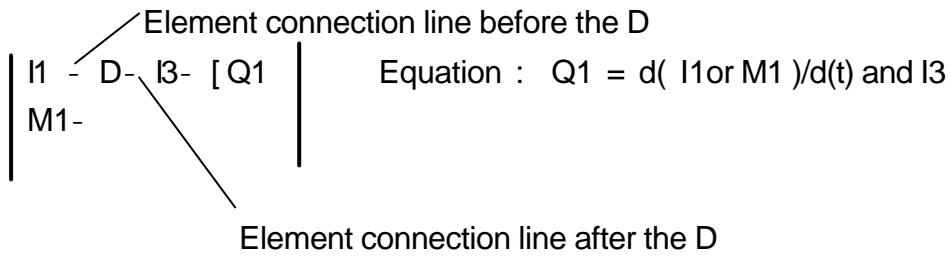 Element connection line before the D
I1 - D- I3- [ Q1 Equation : Q1 = d( I1or M1 )/d(t) and I3
M1-
Element connection line after the D